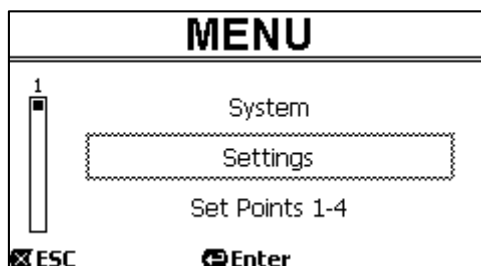 MENU
1
System
Settings
Set Points 1-4
ESC Enter